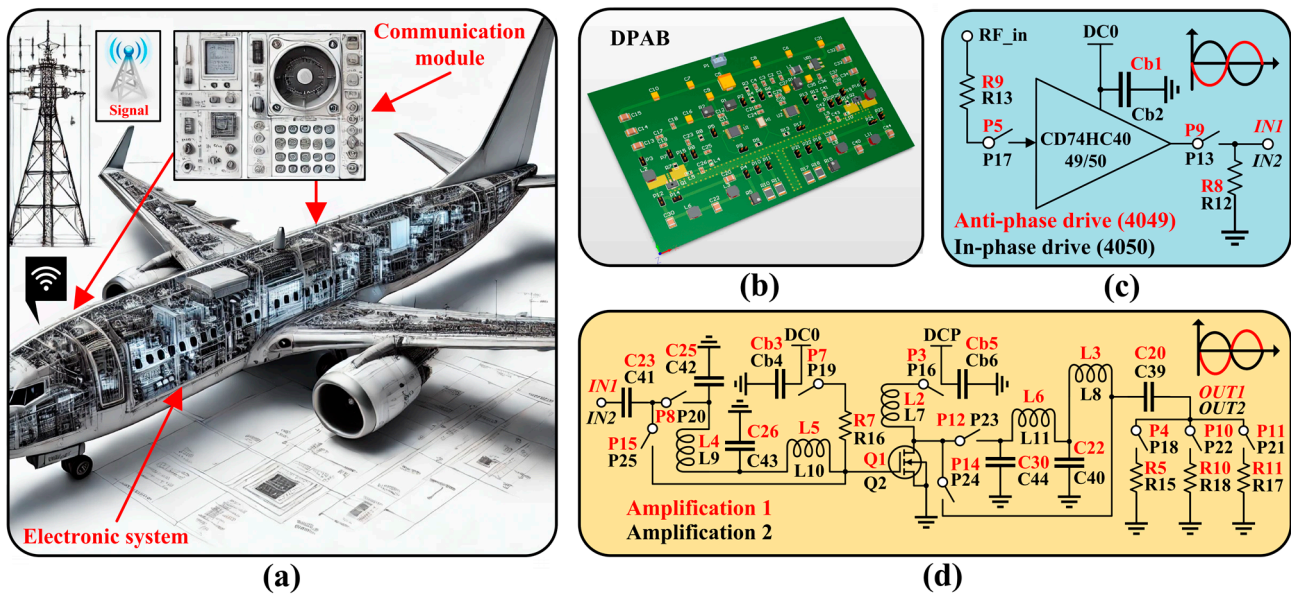 Signal
Communication
module
Electronic system
(a)
DPAB
(b)
RF_in
R9
R13
P5
P17
CD74HC40
49/50
DC0
Cb1
Cb2
P9
P13
IN1
IN2
R8
R12
Anti-phase drive (4049)
In-phase drive (4050)
(c)
IN1
IN2
C23
C41
C25
C42
P8
P20
P15
P25
L4
L9
C26
C43
Cb3
Cb4
DC0
P7
P19
L5
L10
R7
R16
Q1
Q2
P3
P16
DCP
Cb5
Cb6
L2
L7
P12
P23
P14
P24
L6
L11
C30
C44
L3
L8
C22
C40
C20
C39
OUT1
OUT2
P4
P18
P10
P22
P11
P21
R5
R15
R10
R18
R11
R17
Amplification 1
Amplification 2
(d)